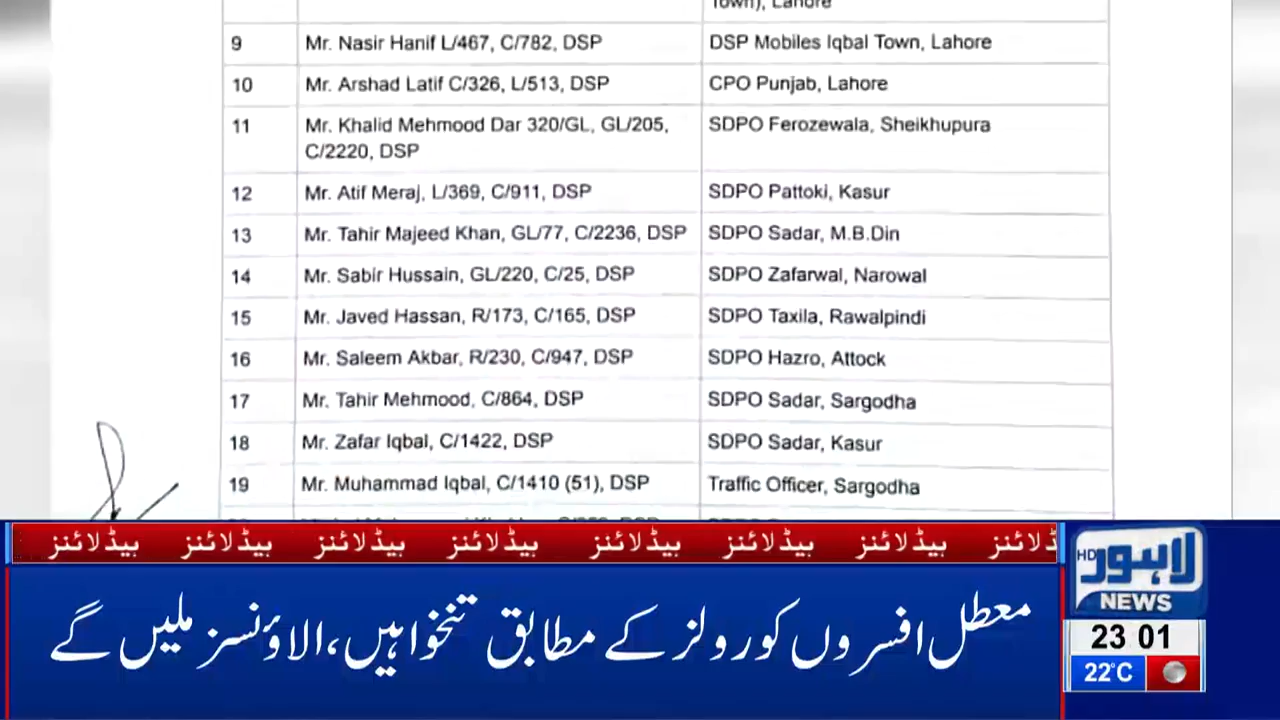 Town), Lahore
9 Mr. Nasir Hanif L/467, C/782, DSP DSP Mobiles Iqbal Town, Lahore
10 Mr. Arshad Latif C/326, L/513, DSP CPO Punjab, Lahore
11 Mr. Khalid Mehmood Dar 320/GL, GL/205, SDPO Ferozewala, Sheikhupura
C/2220, DSP
12 Mr. Atif Meraj, L/369, C/911, DSP SDPO Pattoki, Kasur
13 Mr. Tahir Majeed Khan, GL/77, C/2236, DSP SDPO Sadar, M.B.Din
14 Mr. Sabir Hussain, GL/220, C/25, DSP SDPO Zafarwal, Narowal
15 Mr. Javed Hassan, R/173, C/165, DSP SDPO Taxila, Rawalpindi
16 Mr. Saleem Akbar, R/230, C/947, DSP SDPO Hazro, Attock
17 Mr. Tahir Mehmood, C/864, DSP SDPO Sadar, Sargodha
18 Mr. Zafar Iqbal, C/1422, DSP SDPO Sadar, Kasur
19 Mr. Muhammad Iqbal, C/1410 (51), DSP Traffic Officer, Sargodha
ہیڈلائنز ہیڈلائنز ہیڈلائنز ہیڈلائنز ہیڈلائنز ہیڈلائنز ہیڈلائنز ڈلائنز
معطل افسروں کو رولز کے مطابق تنخواہیں، الاؤنسز ملیں گے
لاہور HD
NEWS
23 01
22°C